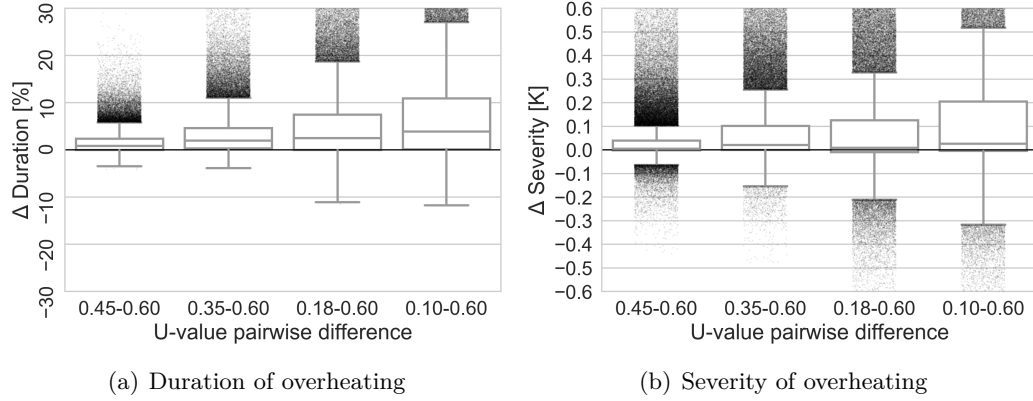 30
20
10
0
−10
−20
−30
Δ Duration [%]
0.45-0.60 0.35-0.60 0.18-0.60 0.10-0.60
U-value pairwise difference
(a) Duration of overheating
0.6
0.5
0.4
0.3
0.2
0.1
0.0
−0.1
−0.2
−0.3
−0.4
−0.5
−0.6
Δ Severity [K]
0.45-0.60 0.35-0.60 0.18-0.60 0.10-0.60
U-value pairwise difference
(b) Severity of overheating